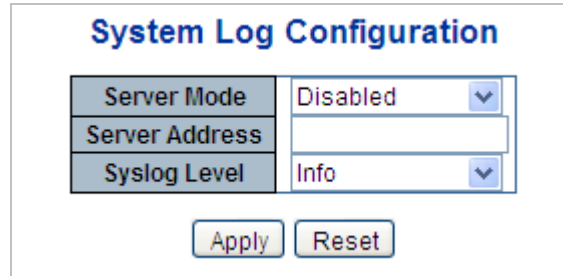 System Log Configuration
Server Mode Disabled
Server Address
Syslog Level Info
Apply Reset